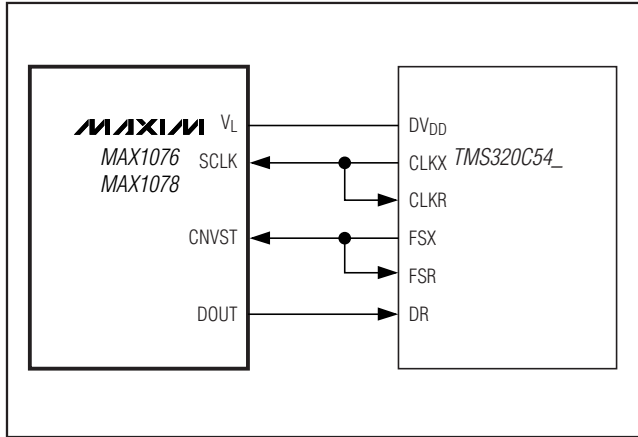 MAXIM
MAX1076
MAX1078
VL
SCLK
CNVST
DOUT
DVDD
CLKX
CLKR
FSX
FSR
DR
TMS320C54_